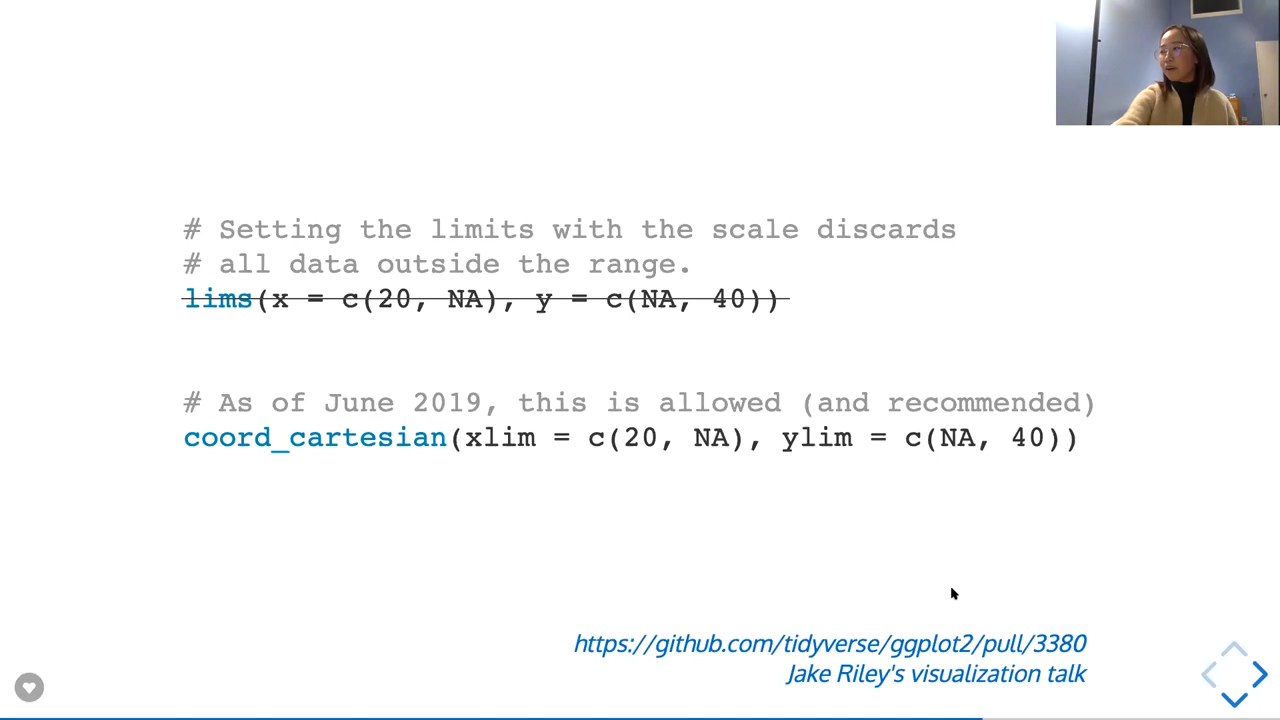 # Setting the limits with the scale discards
# all data outside the range.
lims(x = c(20, NA), y = c(NA, 40))
# As of June 2019, this is allowed (and recommended)
coord_cartesian(xlim = c(20, NA), ylim = c(NA, 40))
https://github.com/tidyverse/ggplot2/pull/3380
Jake Riley's visualization talk